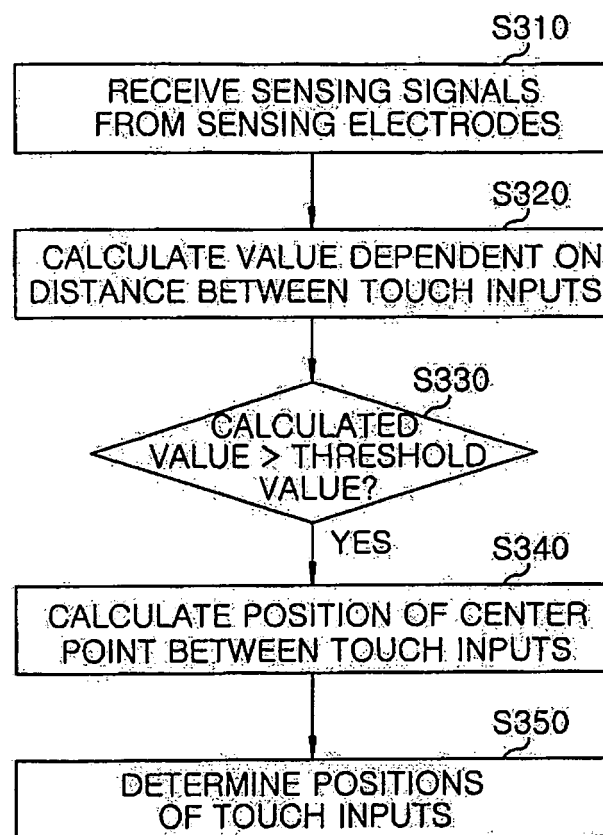 S310
RECEIVE SENSING SIGNALS
FROM SENSING ELECTRODES
S320
CALCULATE VALUE DEPENDENT ON
DISTANCE BETWEEN TOUCH INPUTS
S330
CALCULATED
VALUE > THRESHOLD
VALUE?
YES
S340
CALCULATE POSITION OF CENTER
POINT BETWEEN TOUCH INPUTS
S350
DETERMINE POSITIONS
OF TOUCH INPUTS